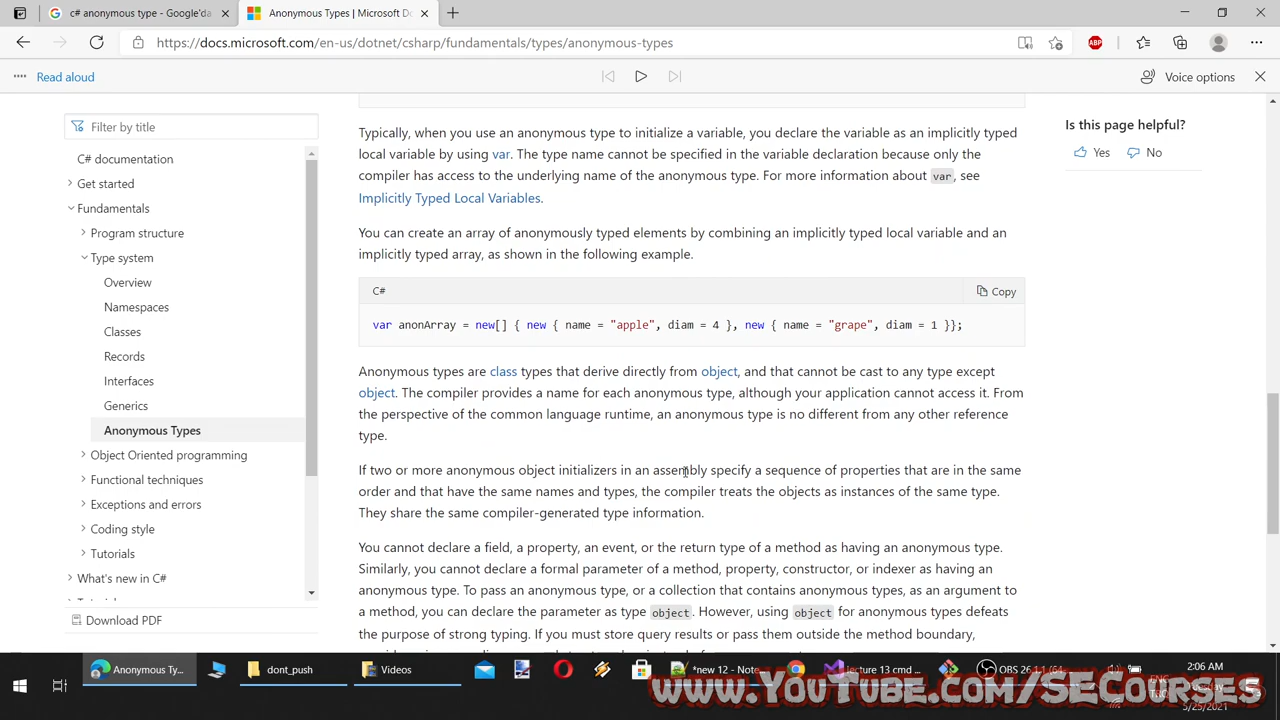 c# anonymous type - Google'da
Anonymous Types | Microsoft Do
https://docs.microsoft.com/en-us/dotnet/csharp/fundamentals/types/anonymous-types
ABP
Read aloud
Voice options
Filter by title
C# documentation
Get started
Fundamentals
Program structure
Type system
Overview
Namespaces
Classes
Records
Interfaces
Generics
Anonymous Types
Object Oriented programming
Functional techniques
Exceptions and errors
Coding style
Tutorials
What's new in C#
Download PDF
Typically, when you use an anonymous type to initialize a variable, you declare the variable as an implicitly typed
local variable by using var. The type name cannot be specified in the variable declaration because only the
compiler has access to the underlying name of the anonymous type. For more information about var, see
Implicitly Typed Local Variables.
You can create an array of anonymously typed elements by combining an implicitly typed local variable and an
implicitly typed array, as shown in the following example.
C#
Copy
var anonArray = new[] { new { name = "apple", diam = 4 }, new { name = "grape", diam = 1 }};
Anonymous types are class types that derive directly from object, and that cannot be cast to any type except
object. The compiler provides a name for each anonymous type, although your application cannot access it. From
the perspective of the common language runtime, an anonymous type is no different from any other reference
type.
If two or more anonymous object initializers in an assembly specify a sequence of properties that are in the same
order and that have the same names and types, the compiler treats the objects as instances of the same type.
They share the same compiler-generated type information.
You cannot declare a field, a property, an event, or the return type of a method as having an anonymous type.
Similarly, you cannot declare a formal parameter of a method, property, constructor, or indexer as having an
anonymous type. To pass an anonymous type, or a collection that contains anonymous types, as an argument to
a method, you can declare the parameter as type object. However, using object for anonymous types defeats
the purpose of strong typing. If you must store query results or pass them outside the method boundary,
Is this page helpful?
Yes
No
Anonymous Ty...
dont_push
Videos
*new 12 - Note...
lecture 13 cmd ...
OBS 26.1.1 (64...
ENG
2:06 AM
5/25/2021
www.YouTube.com/SECourses